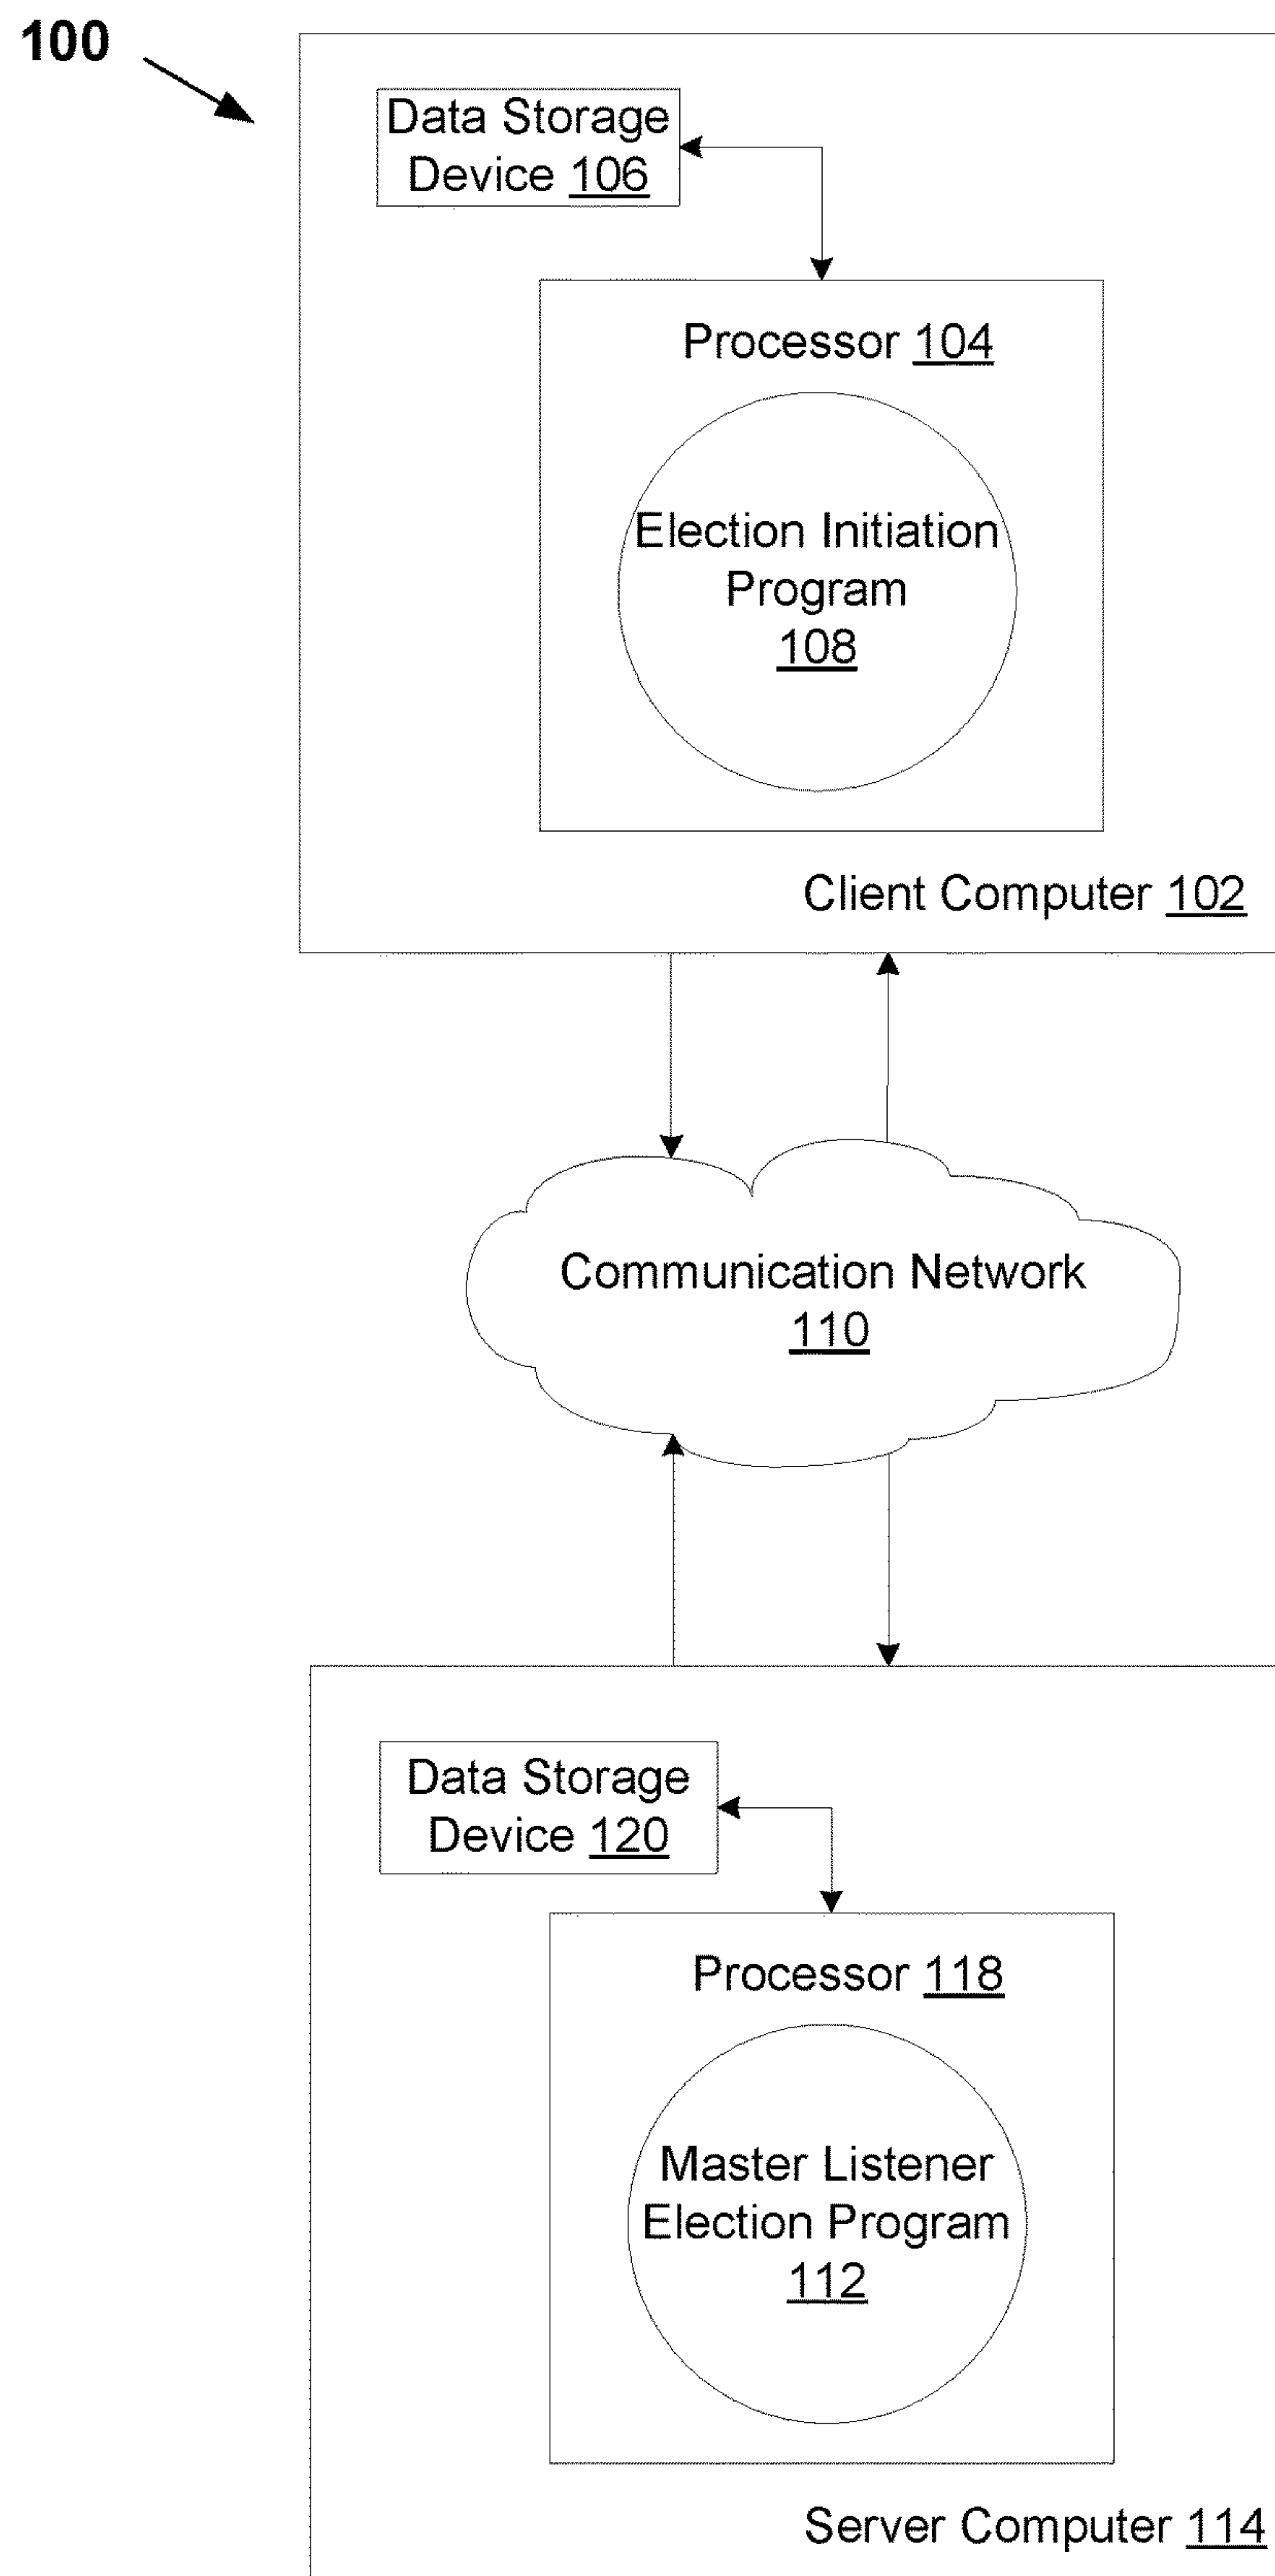 100
Data Storage
Device 106
Processor 104
Election Initiation
Program
108
Client Computer 102
Communication Network
110
Data Storage
Device 120
Processor 118
Master Listener
Election Program
112
Server Computer 114